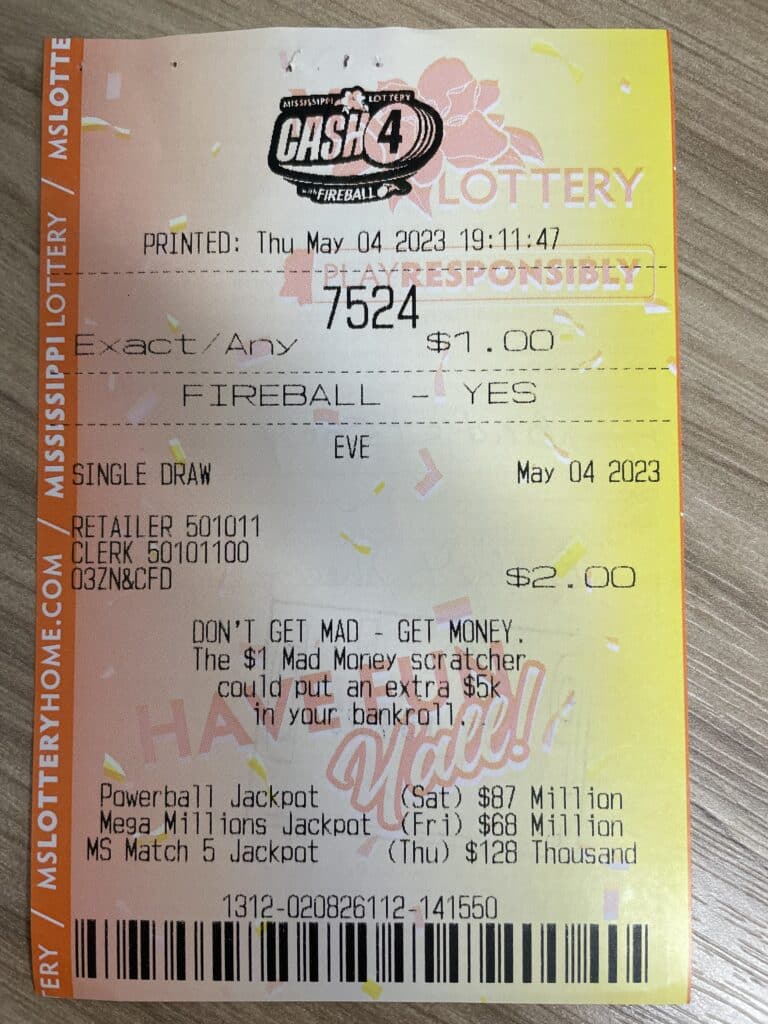 MISSISSIPPI LOTTERY
CASH 4
WITH FIREBALL
LOTTERY
PRINTED: Thu May 04 2023 19:11:47
PLAYRESPONSIBLY
7524
Exact/Any $1.00
FIREBALL - YES
EVE
SINGLE DRAW May 04 2023
RETAILER 501011
CLERK 50101100
03ZN&CFD $2.00
DON'T GET MAD - GET MONEY.
The $1 Mad Money scratcher
could put an extra $5k
in your bankroll.
HAVE FUN
Y'all!
Powerball Jackpot (Sat) $87 Million
Mega Millions Jackpot (Fri) $68 Million
MS Match 5 Jackpot (Thu) $128 Thousand
1312-020826112-141550
ERY / MSLOTTERYHOME.COM / MISSISSIPPI LOTTERY / MSLOTTE